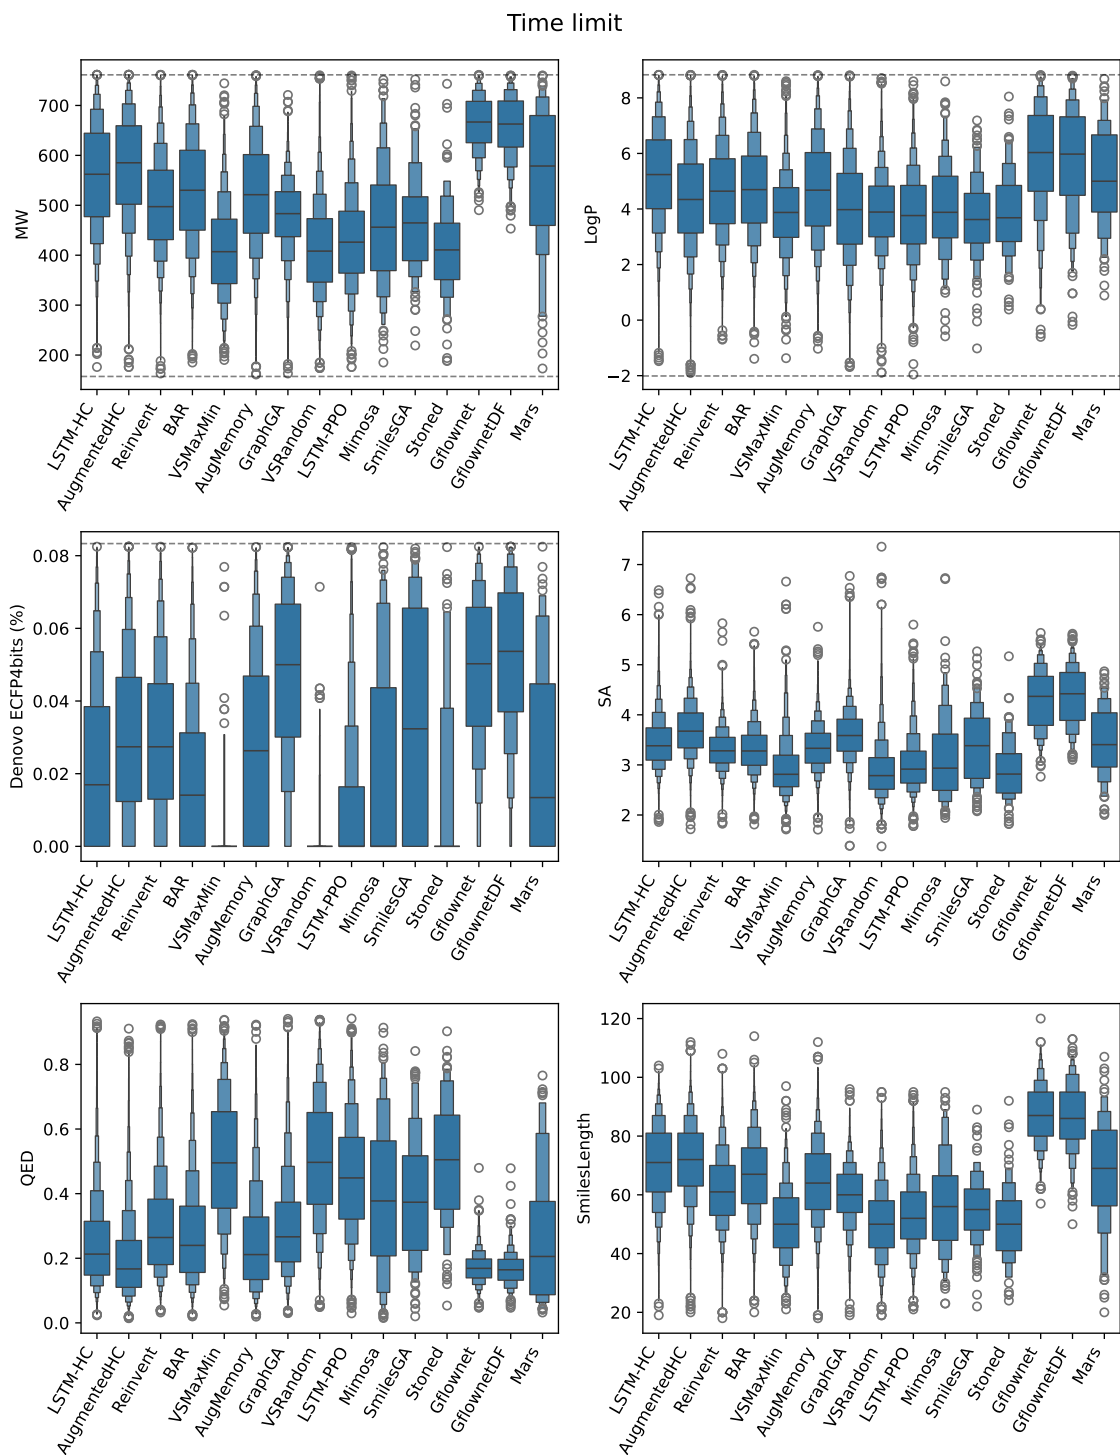 Time limit
MW
700
600
500
400
300
200
LSTM-HC
AugmentedHC
Reinvent
BAR
VSMaxMin
AugMemory
GraphGA
VSRandom
LSTM-PPO
Mimosa
SmilesGA
Stoned
Gflownet
GflownetDF
Mars
LogP
8
6
4
2
0
−2
LSTM-HC
AugmentedHC
Reinvent
BAR
VSMaxMin
AugMemory
GraphGA
VSRandom
LSTM-PPO
Mimosa
SmilesGA
Stoned
Gflownet
GflownetDF
Mars
Denovo ECFP4bits (%)
0.08
0.06
0.04
0.02
0.00
LSTM-HC
AugmentedHC
Reinvent
BAR
VSMaxMin
AugMemory
GraphGA
VSRandom
LSTM-PPO
Mimosa
SmilesGA
Stoned
Gflownet
GflownetDF
Mars
SA
7
6
5
4
3
2
LSTM-HC
AugmentedHC
Reinvent
BAR
VSMaxMin
AugMemory
GraphGA
VSRandom
LSTM-PPO
Mimosa
SmilesGA
Stoned
Gflownet
GflownetDF
Mars
QED
0.8
0.6
0.4
0.2
0.0
LSTM-HC
AugmentedHC
Reinvent
BAR
VSMaxMin
AugMemory
GraphGA
VSRandom
LSTM-PPO
Mimosa
SmilesGA
Stoned
Gflownet
GflownetDF
Mars
SmilesLength
120
100
80
60
40
20
LSTM-HC
AugmentedHC
Reinvent
BAR
VSMaxMin
AugMemory
GraphGA
VSRandom
LSTM-PPO
Mimosa
SmilesGA
Stoned
Gflownet
GflownetDF
Mars